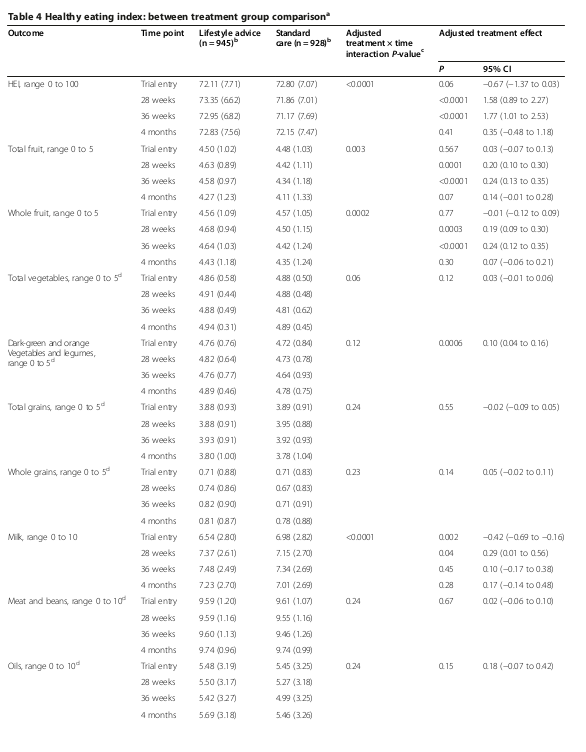 Table 4 Healthy eating index: between treatment group comparisonᵃ
Outcome Time point Lifestyle advice (n = 945)ᵇ Standard care (n = 928)ᵇ Adjusted treatment × time interaction P-valueᶜ Adjusted treatment effect
P 95% CI
HEI, range 0 to 100 Trial entry 72.11 (7.71) 72.80 (7.07) <0.0001 0.06 −0.67 (−1.37 to 0.03)
28 weeks 73.35 (6.62) 71.86 (7.01) <0.0001 1.58 (0.89 to 2.27)
36 weeks 72.95 (6.82) 71.17 (7.69) <0.0001 1.77 (1.01 to 2.53)
4 months 72.83 (7.56) 72.15 (7.47) 0.41 0.35 (−0.48 to 1.18)
Total fruit, range 0 to 5 Trial entry 4.50 (1.02) 4.48 (1.03) 0.003 0.567 0.03 (−0.07 to 0.13)
28 weeks 4.63 (0.89) 4.42 (1.11) 0.0001 0.20 (0.10 to 0.30)
36 weeks 4.58 (0.97) 4.34 (1.18) <0.0001 0.24 (0.13 to 0.35)
4 months 4.27 (1.23) 4.11 (1.33) 0.07 0.14 (−0.01 to 0.28)
Whole fruit, range 0 to 5 Trial entry 4.56 (1.09) 4.57 (1.05) 0.0002 0.77 −0.01 (−0.12 to 0.09)
28 weeks 4.68 (0.94) 4.50 (1.15) 0.0003 0.19 (0.09 to 0.30)
36 weeks 4.64 (1.03) 4.42 (1.24) <0.0001 0.24 (0.12 to 0.35)
4 months 4.43 (1.18) 4.35 (1.24) 0.30 0.07 (−0.06 to 0.21)
Total vegetables, range 0 to 5ᵈ Trial entry 4.86 (0.58) 4.88 (0.50) 0.06 0.12 0.03 (−0.01 to 0.06)
28 weeks 4.91 (0.44) 4.88 (0.48)
36 weeks 4.88 (0.49) 4.81 (0.62)
4 months 4.94 (0.31) 4.89 (0.45)
Dark-green and orange Vegetables and legumes, range 0 to 5ᵈ Trial entry 4.76 (0.76) 4.72 (0.84) 0.12 0.0006 0.10 (0.04 to 0.16)
28 weeks 4.82 (0.64) 4.73 (0.78)
36 weeks 4.76 (0.77) 4.64 (0.93)
4 months 4.89 (0.46) 4.78 (0.75)
Total grains, range 0 to 5ᵈ Trial entry 3.88 (0.93) 3.89 (0.91) 0.24 0.55 −0.02 (−0.09 to 0.05)
28 weeks 3.88 (0.91) 3.95 (0.88)
36 weeks 3.93 (0.91) 3.92 (0.93)
4 months 3.80 (1.00) 3.78 (1.04)
Whole grains, range 0 to 5ᵈ Trial entry 0.71 (0.88) 0.71 (0.83) 0.23 0.14 0.05 (−0.02 to 0.11)
28 weeks 0.74 (0.86) 0.67 (0.83)
36 weeks 0.82 (0.90) 0.71 (0.91)
4 months 0.81 (0.87) 0.78 (0.88)
Milk, range 0 to 10 Trial entry 6.54 (2.80) 6.98 (2.82) <0.0001 0.002 −0.42 (−0.69 to −0.16)
28 weeks 7.37 (2.61) 7.15 (2.70) 0.04 0.29 (0.01 to 0.56)
36 weeks 7.48 (2.49) 7.34 (2.69) 0.45 0.10 (−0.17 to 0.38)
4 months 7.23 (2.70) 7.01 (2.69) 0.28 0.17 (−0.14 to 0.48)
Meat and beans, range 0 to 10ᵈ Trial entry 9.59 (1.20) 9.61 (1.07) 0.24 0.67 0.02 (−0.06 to 0.10)
28 weeks 9.59 (1.16) 9.55 (1.16)
36 weeks 9.60 (1.13) 9.46 (1.26)
4 months 9.74 (0.96) 9.74 (0.99)
Oils, range 0 to 10ᵈ Trial entry 5.48 (3.19) 5.45 (3.25) 0.24 0.15 0.18 (−0.07 to 0.42)
28 weeks 5.50 (3.17) 5.27 (3.18)
36 weeks 5.42 (3.27) 4.99 (3.25)
4 months 5.69 (3.18) 5.46 (3.26)